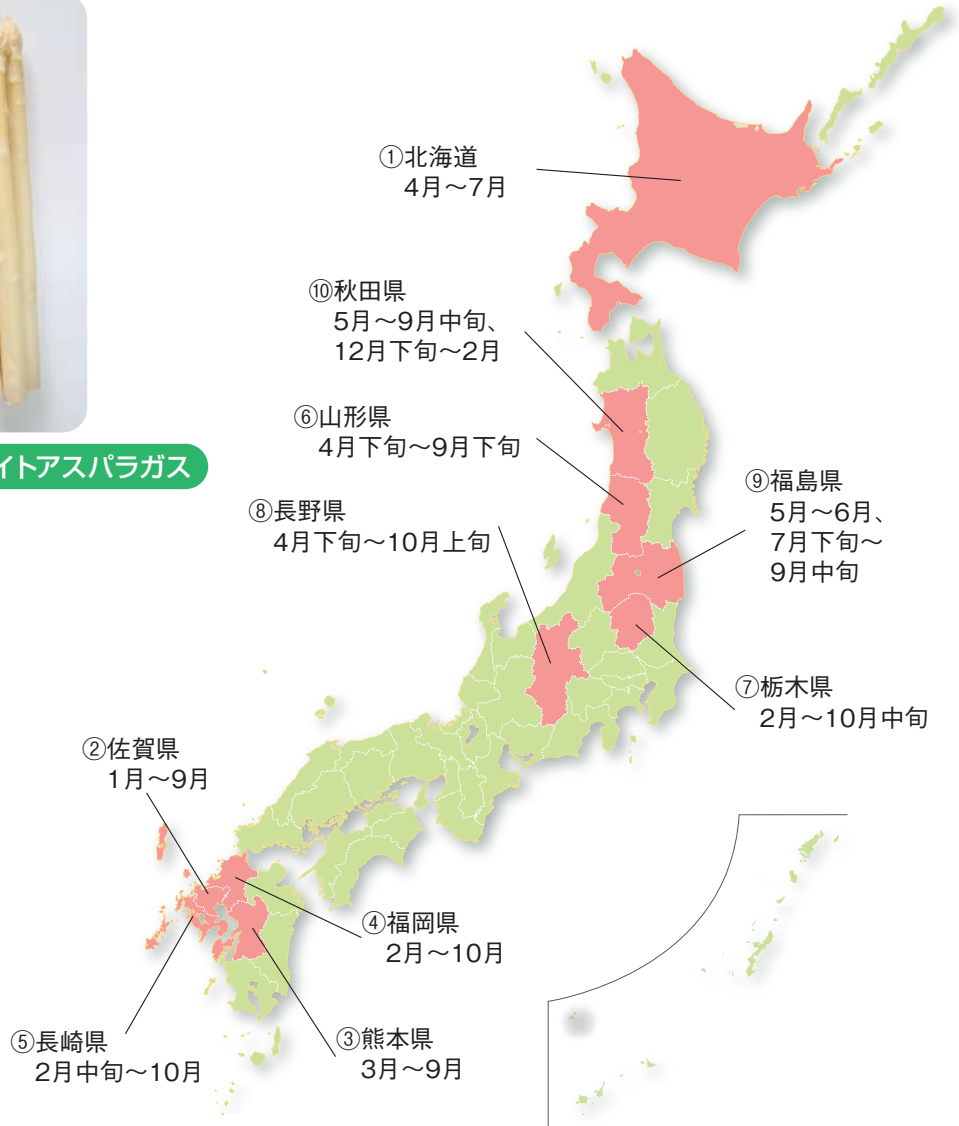 ①北海道
4月～7月
⑩秋田県
5月～9月中旬、
12月下旬～2月
⑥山形県
4月下旬～9月下旬
イトアスパラガス
⑧長野県
4月下旬～10月上旬
⑨福島県
5月～6月、
7月下旬～
9月中旬
⑦栃木県
2月～10月中旬
②佐賀県
1月～9月
④福岡県
2月～10月
⑤長崎県
2月中旬～10月
③熊本県
3月～9月